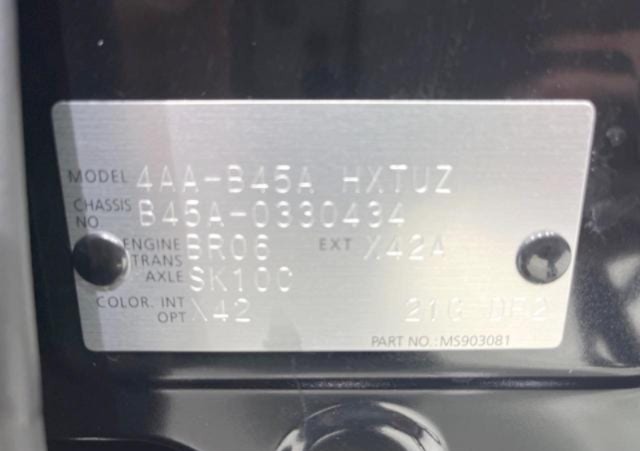 MODEL 4AA-B45A HXTUZ
CHASSIS NO. B45A-0330434
ENGINE BR06 EXT X42A
TRANS AXLE SK10C
COLOR. INT X42 21G
OPT
PART NO.: MS903081